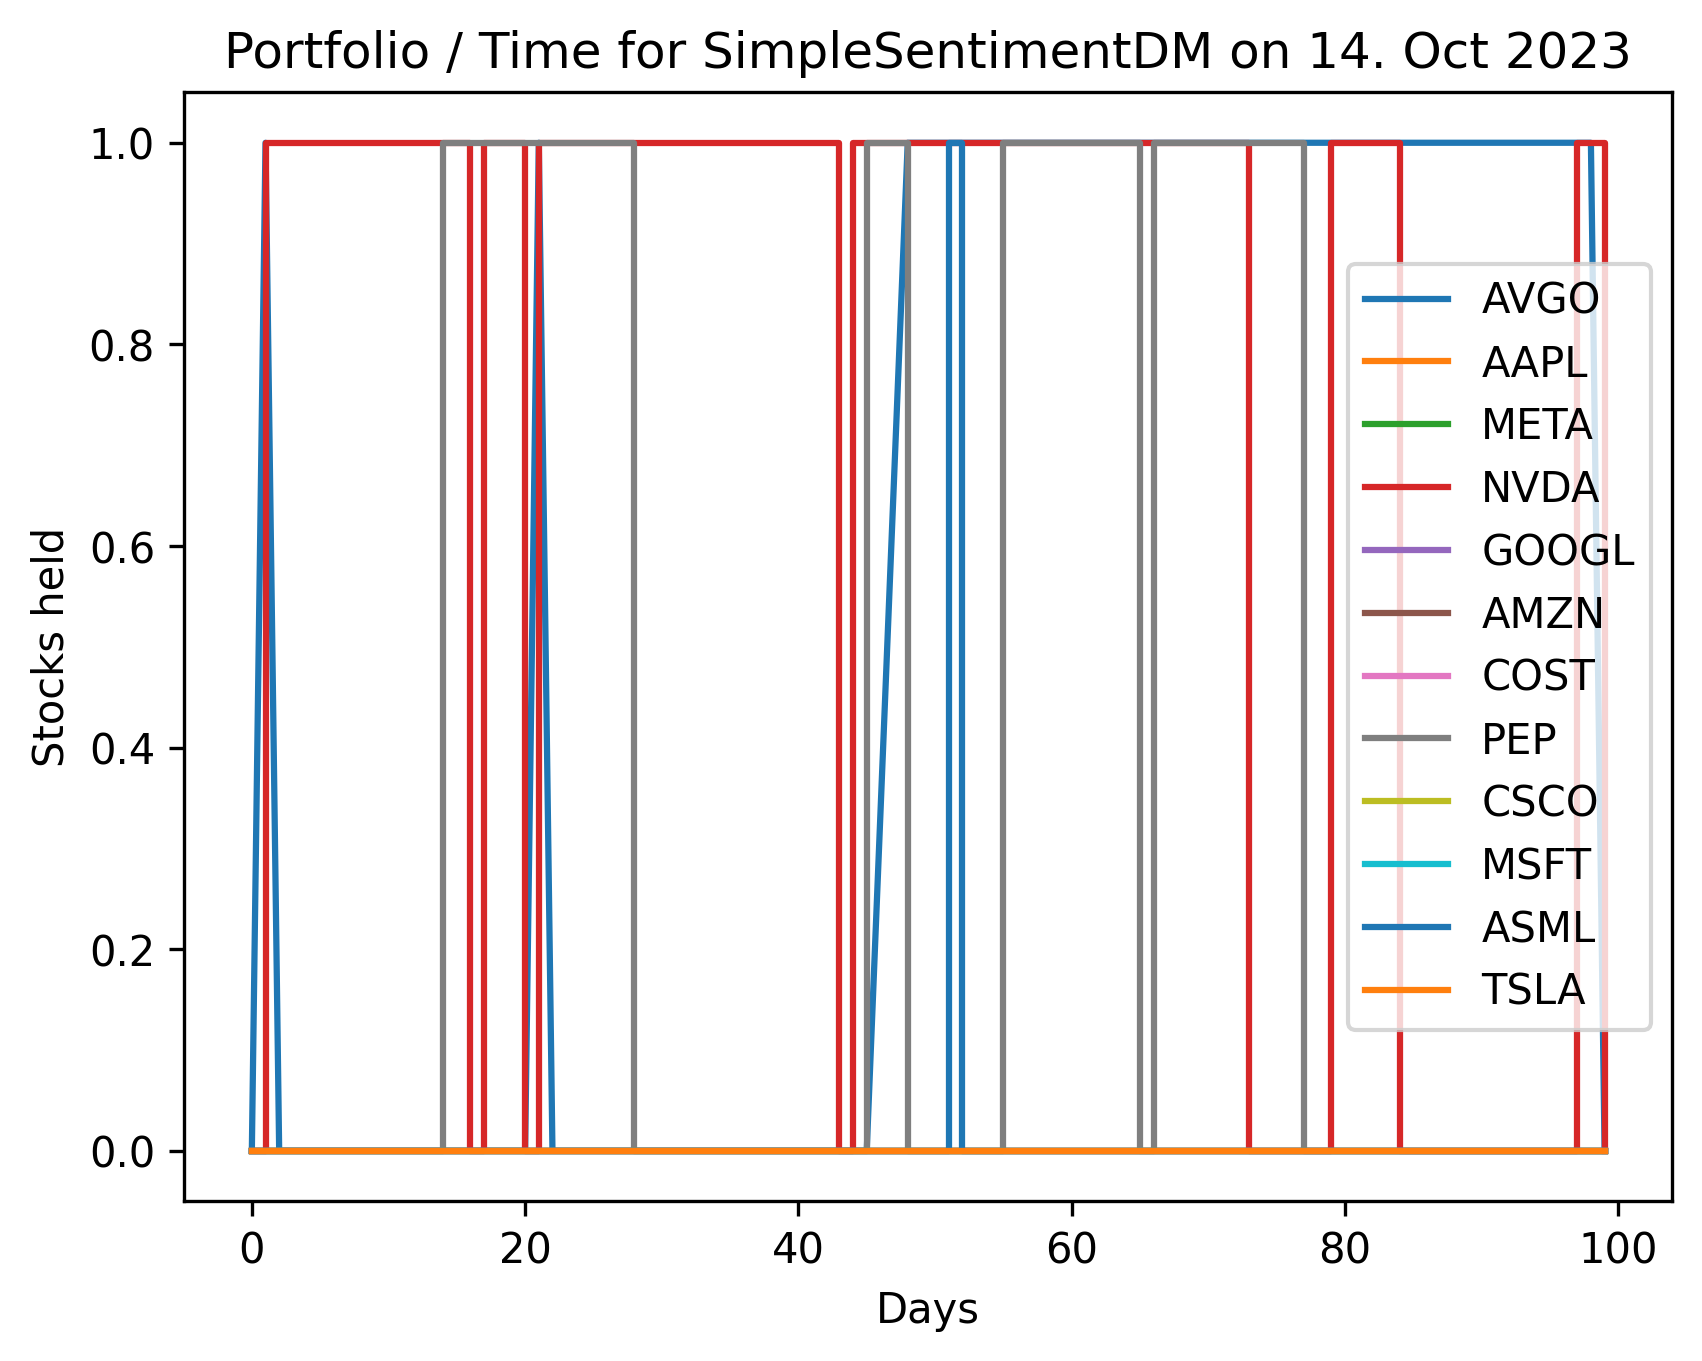 Portfolio / Time for SimpleSentimentDM on 14. Oct 2023
1.0
0.8
0.6
0.4
0.2
0.0
Stocks held
AVGO
AAPL
META
NVDA
GOOGL
AMZN
COST
PEP
CSCO
MSFT
ASML
TSLA
0 20 40 60 80 100
Days